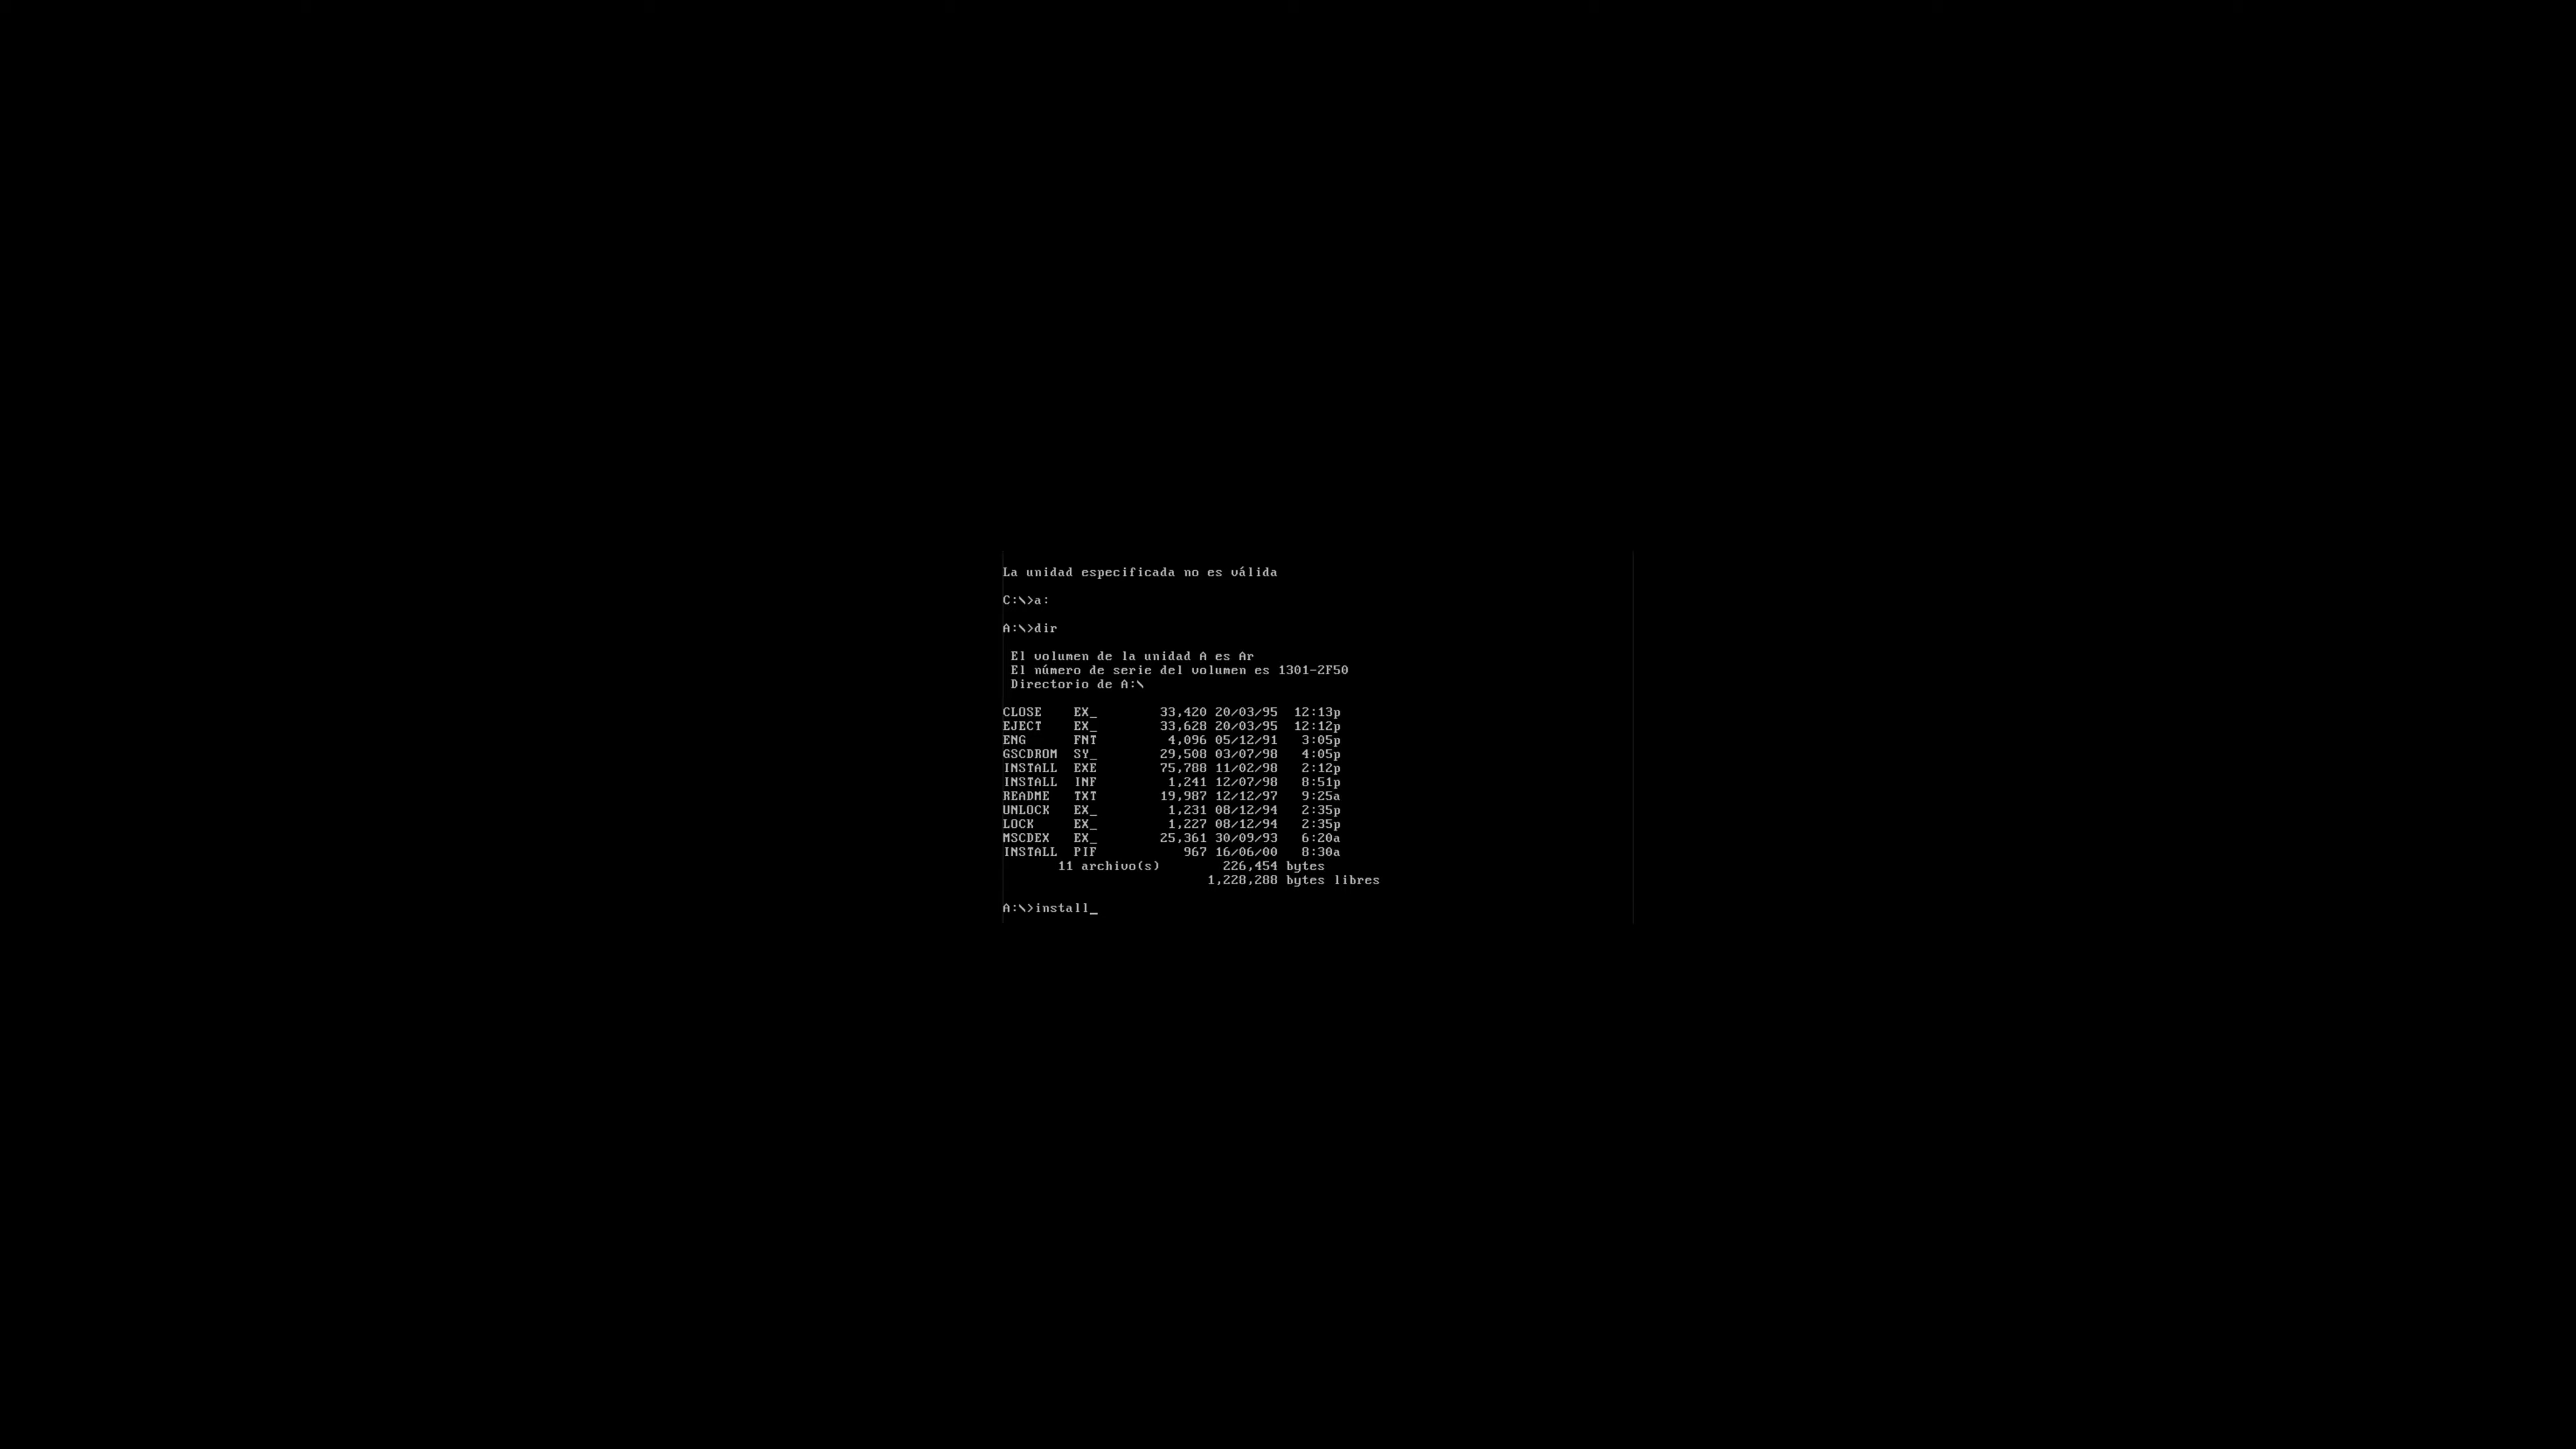 La unidad especificada no es válida
C:\>a:
A:\>dir
El volumen de la unidad A es Ar
El número de serie del volumen es 1301-2F50
Directorio de A:\
CLOSE    EX_        33,420 20/03/95  12:13p
EJECT    EX_        33,628 20/03/95  12:12p
ENG      FNT         4,096 05/12/91   3:05p
GSCDROM  SY_        29,508 03/07/98   4:05p
INSTALL  EXE        75,788 11/02/98   2:12p
INSTALL  INF         1,241 12/07/98   8:51p
README   TXT        19,987 12/12/97   9:25a
UNLOCK   EX_         1,231 08/12/94   2:35p
LOCK     EX_         1,227 08/12/94   2:35p
MSCDEX   EX_        25,361 30/09/93   6:20a
INSTALL  PIF           967 16/06/00   8:30a
11 archivo(s)        226,454 bytes
1,228,288 bytes libres
A:\>install_